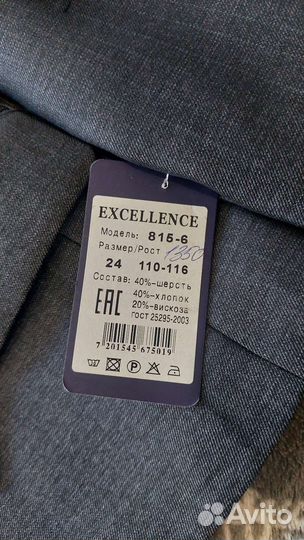 EXCELLENCE
Модель: 815-6
Размер/Рост 1350
24 110-116
Состав: 40%-шерсть
40%-хлопок
20%-вискоза
ГОСТ 25295-2003
EAC
7 201545 675019
P
Avito